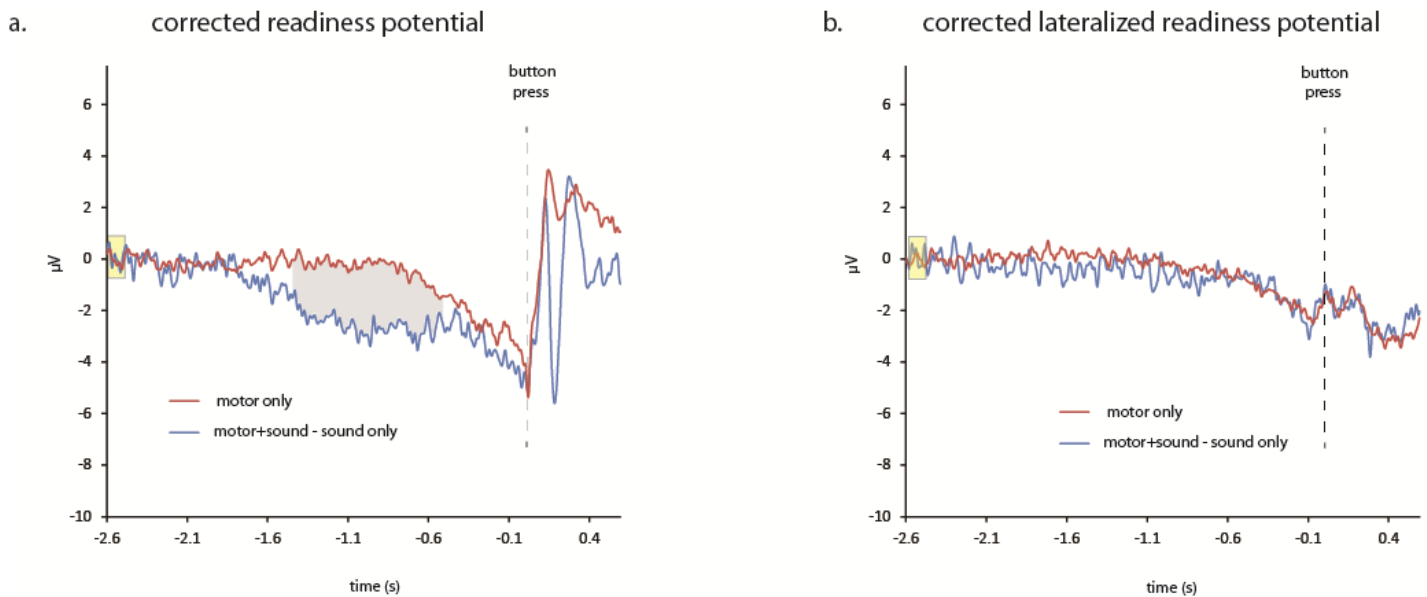 a.
corrected readiness potential
button
press
6
4
2
0
-2
-4
-6
-8
-10
μV
motor only
motor+sound - sound only
-2.6
-2.1
-1.6
-1.1
-0.6
-0.1
0.4
time (s)
b.
corrected lateralized readiness potential
button
press
6
4
2
0
-2
-4
-6
-8
-10
μV
motor only
motor+sound - sound only
-2.6
-2.1
-1.6
-1.1
-0.6
-0.1
0.4
time (s)